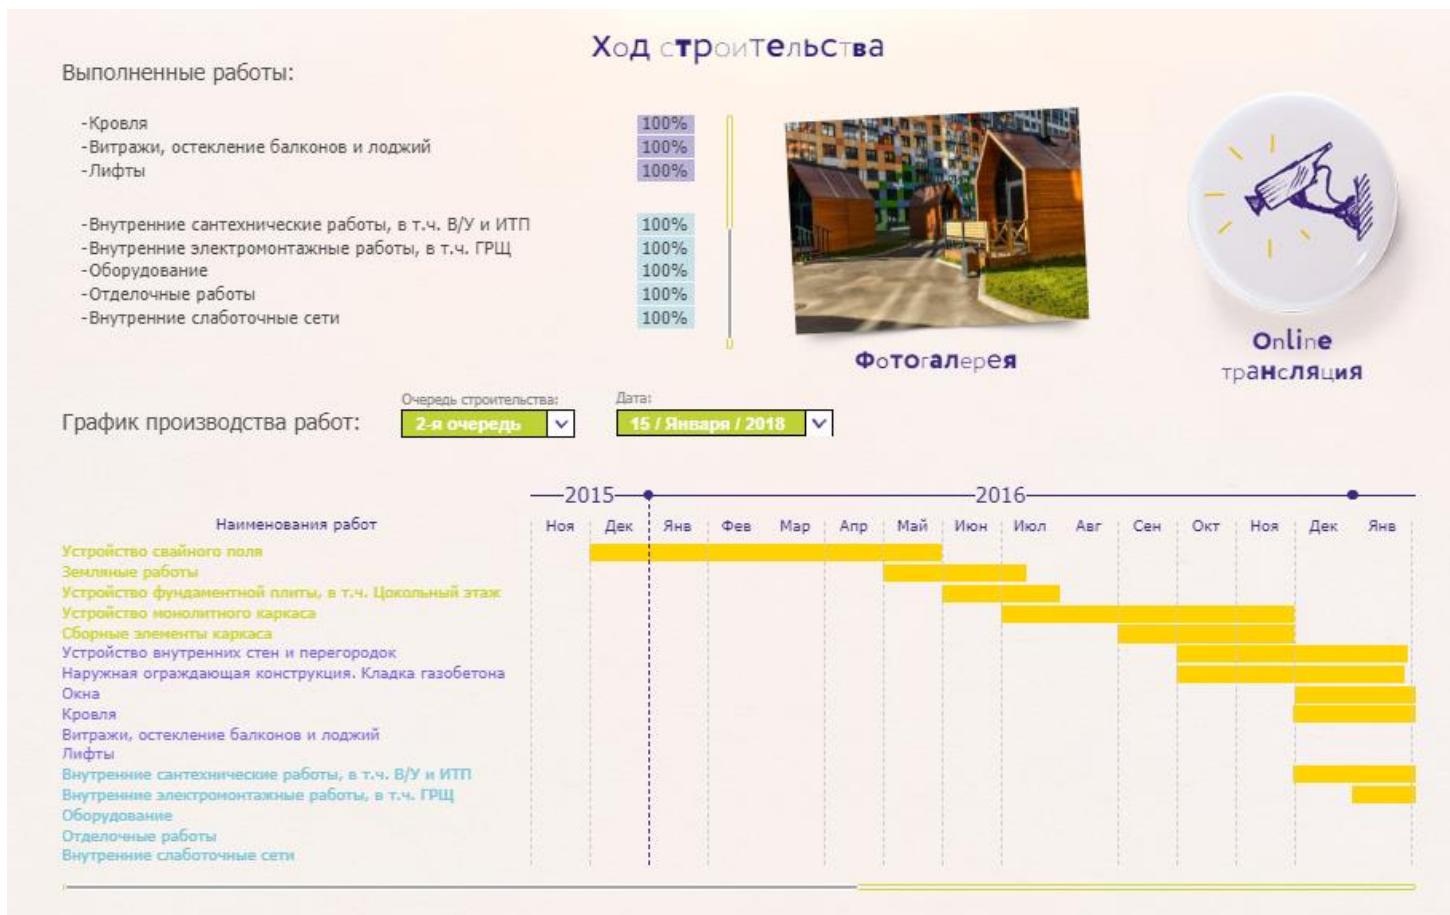 Ход строительства
Выполненные работы:
-Кровля 100%
-Витражи, остекление балконов и лоджий 100%
-Лифты 100%
-Внутренние сантехнические работы, в т.ч. В/У и ИТП 100%
-Внутренние электромонтажные работы, в т.ч. ГРЩ 100%
-Оборудование 100%
-Отделочные работы 100%
-Внутренние слаботочные сети 100%
Фотогалерея
Online
трансляция
График производства работ:
Очередь строительства:
2-я очередь
Дата:
15 / Января / 2018
2015 2016
Наименования работ Ноя Дек Янв Фев Мар Апр Май Июн Июл Авг Сен Окт Ноя Дек Янв
Устройство свайного поля
Земляные работы
Устройство фундаментной плиты, в т.ч. Цокольный этаж
Устройство монолитного каркаса
Сборные элементы каркаса
Устройство внутренних стен и перегородок
Наружная ограждающая конструкция. Кладка газобетона
Окна
Кровля
Витражи, остекление балконов и лоджий
Лифты
Внутренние сантехнические работы, в т.ч. В/У и ИТП
Внутренние электромонтажные работы, в т.ч. ГРЩ
Оборудование
Отделочные работы
Внутренние слаботочные сети